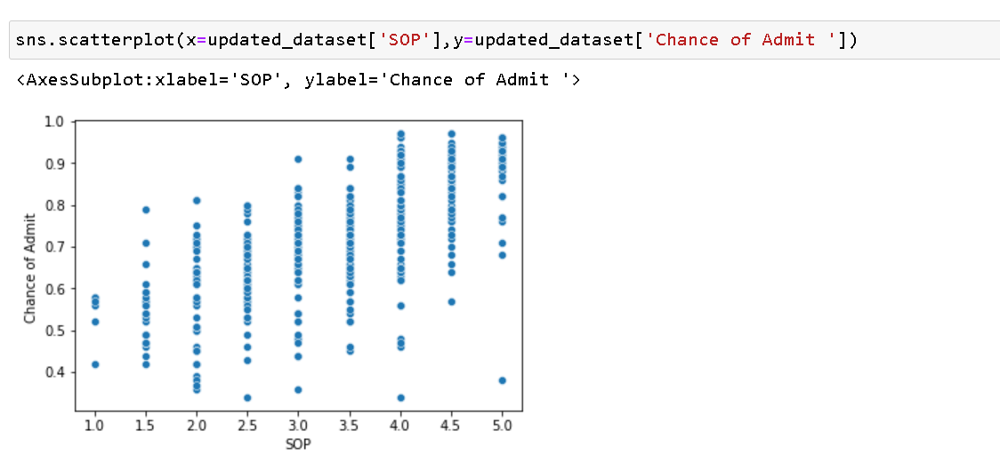 sns.scatterplot(x=updated_dataset['SOP'],y=updated_dataset['Chance of Admit '])
<AxesSubplot:xlabel='SOP', ylabel='Chance of Admit '>
1.0
0.9
0.8
0.7
0.6
0.5
0.4
Chance of Admit
1.0 1.5 2.0 2.5 3.0 3.5 4.0 4.5 5.0
SOP